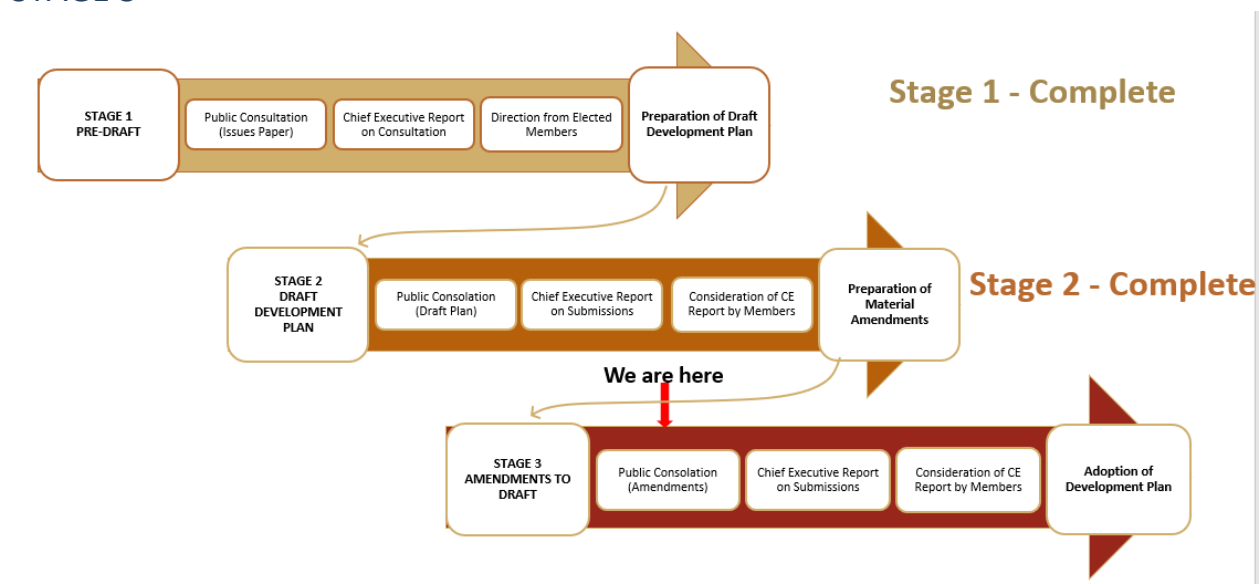 STAGE 1
PRE-DRAFT
Public Consultation
(Issues Paper)
Chief Executive Report
on Consultation
Direction from Elected
Members
Preparation of Draft
Development Plan
Stage 1 - Complete
STAGE 2
DRAFT
DEVELOPMENT
PLAN
Public Consolation
(Draft Plan)
Chief Executive Report
on Submissions
Consideration of CE
Report by Members
Preparation of
Material
Amendments
Stage 2 - Complete
We are here
STAGE 3
AMENDMENTS TO
DRAFT
Public Consolation
(Amendments)
Chief Executive Report
on Submissions
Consideration of CE
Report by Members
Adoption of
Development Plan